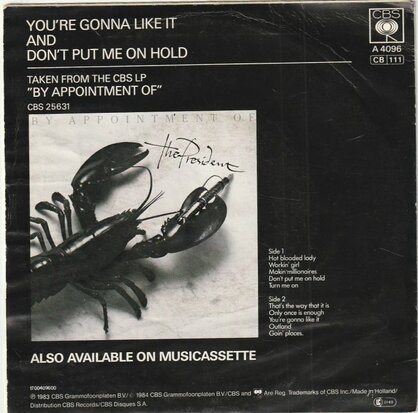 YOU'RE GONNA LIKE IT
AND
DON'T PUT ME ON HOLD
CBS
A 4096
CB 111
TAKEN FROM THE CBS LP
"BY APPOINTMENT OF"
CBS 25631
BY APPOINTMENT OF
The President
Side 1
Hot blooded lady
Workin' girl
Makin'millionaires
Don't put me on hold
Turn me on
Side 2
That's the way that it is
Only once is enough
You're gonna like it
Outland
Gain' places.
ALSO AVAILABLE ON MUSICASSETTE
℗ 1983 CBS Grammofoonplaten B.V./© 1984 CBS Grammofoonplaten B.V./CBS and Are Reg. Trademarks of CBS Inc./Made in Holland/
Distribution CBS Records/CBS Disques S.A.